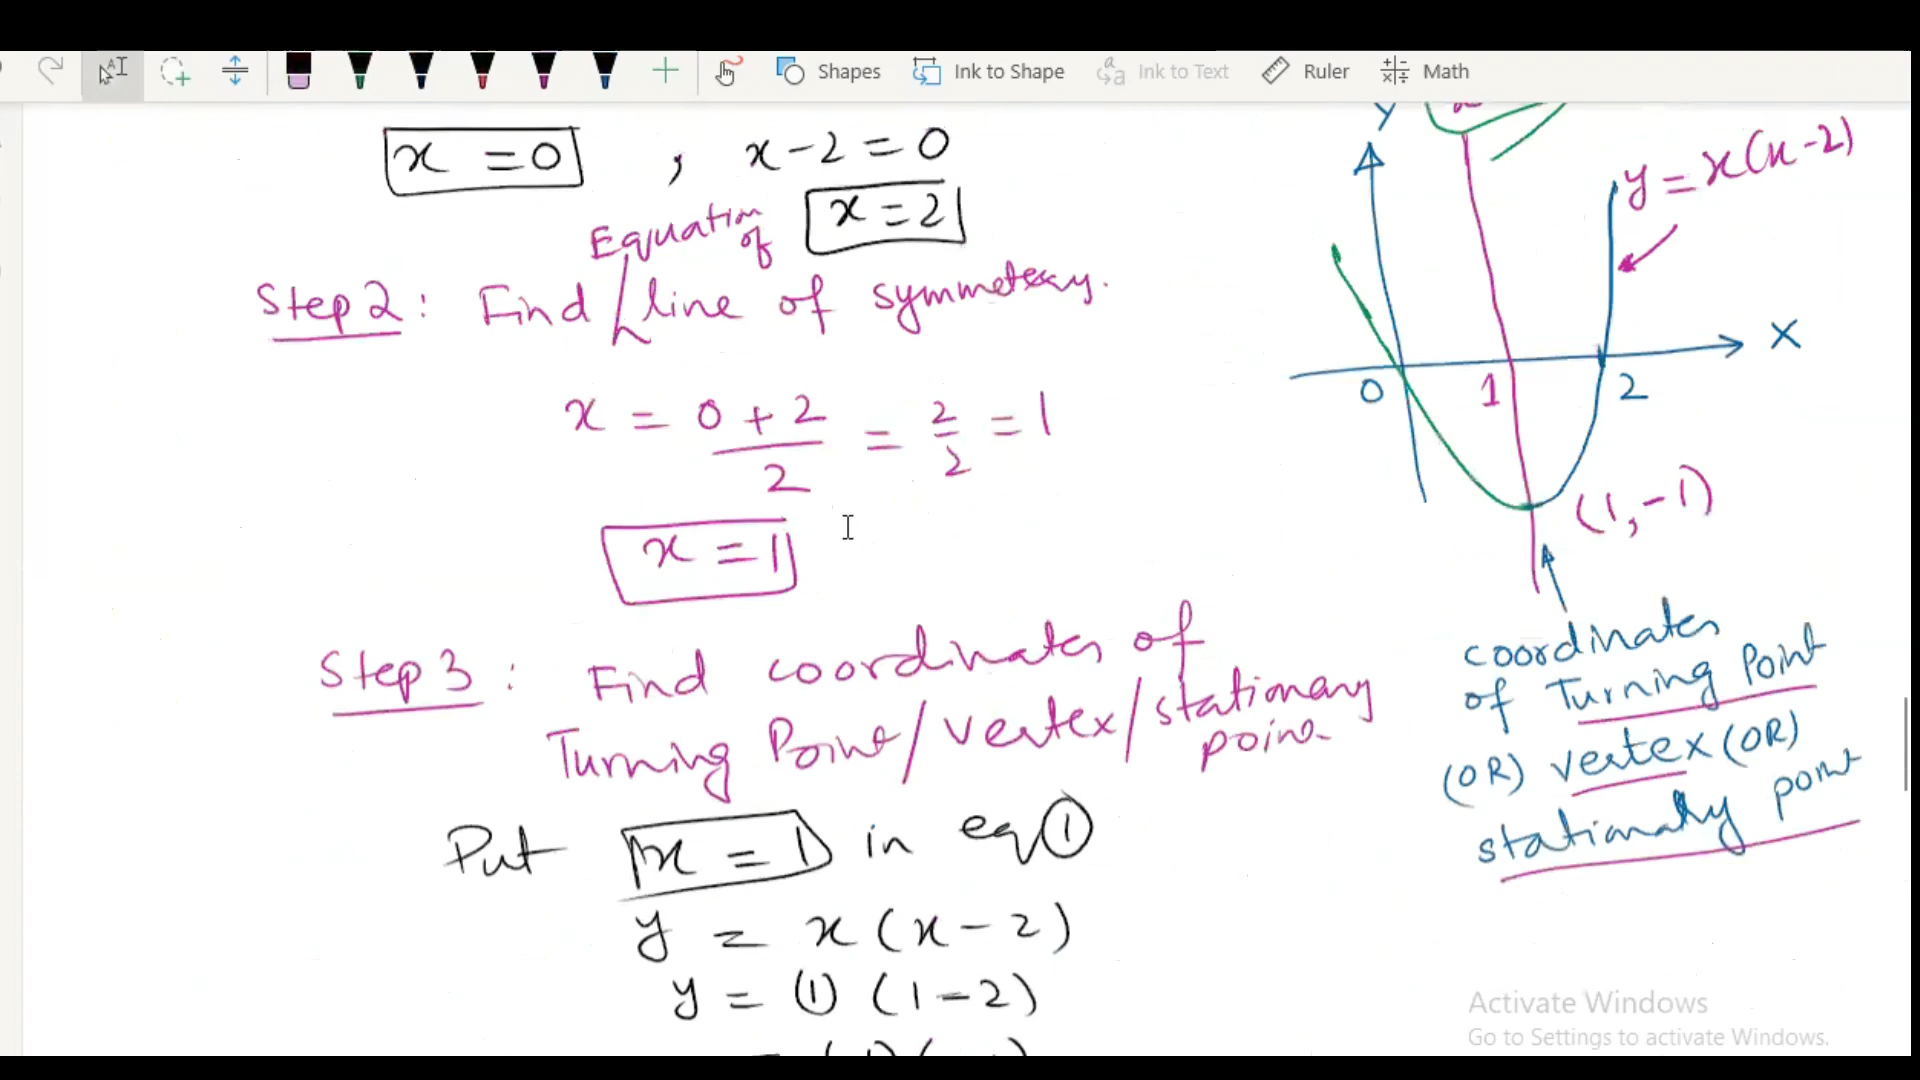 Shapes Ink to Shape Ink to Text Ruler Math
x = 0 , x - 2 = 0
x = 2
Equation of
Step 2 : Find line of symmetery.
x = 0 + 2 / 2 = 2/2 = 1
x = 1
Step 3 : Find coordinates of
Turning Point / vertex / stationary
point
Put x = 1 in eq ①
y = x (x - 2)
y = (1) (1 - 2)
y
y = x(x-2)
X
0 1 2
(1, -1)
coordinates
of Turning Point
(OR) vertex (OR)
stationary point
Activate Windows
Go to Settings to activate Windows.